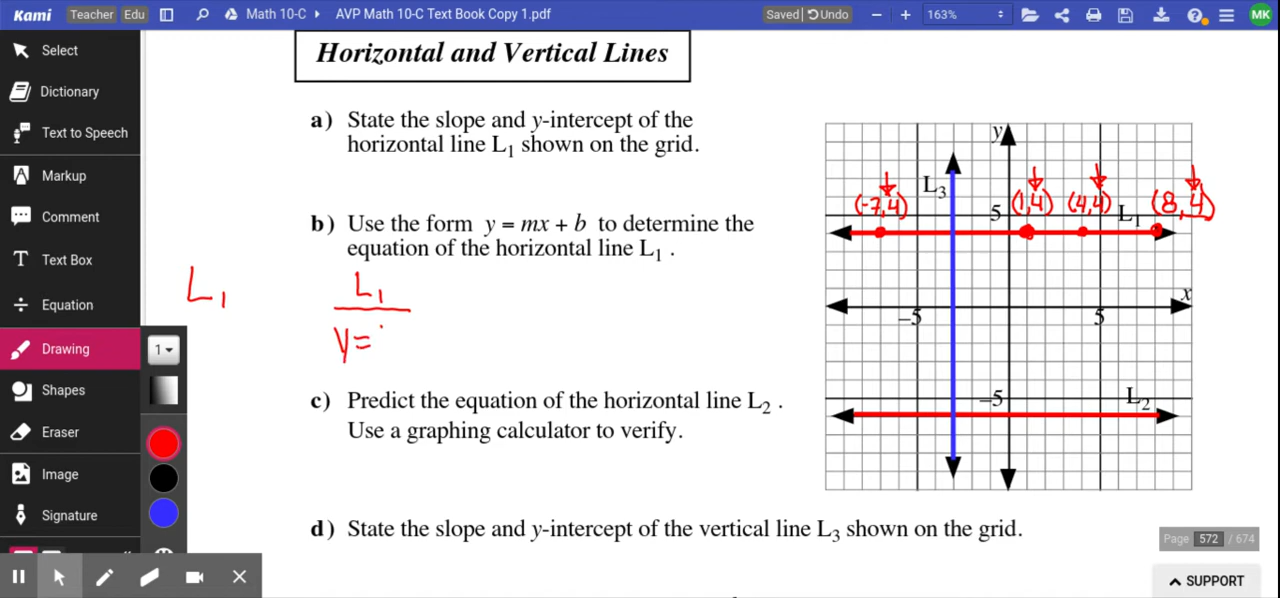 Kami Teacher Edu Math 10-C AVP Math 10-C Text Book Copy 1.pdf Saved Undo − + 163% MK
Select
Dictionary
Text to Speech
Markup
Comment
Text Box
Equation
Drawing
1
Shapes
Eraser
Image
Signature
Horizontal and Vertical Lines
a) State the slope and y-intercept of the
horizontal line L1 shown on the grid.
b) Use the form y = mx + b to determine the
equation of the horizontal line L1 .
L1
L1
y=
c) Predict the equation of the horizontal line L2 .
Use a graphing calculator to verify.
d) State the slope and y-intercept of the vertical line L3 shown on the grid.
y
L3
(-7,4) (1,4) (4,4) (8,4)
5 L1
x
–5 5
–5 L2
Page 572 / 674
SUPPORT